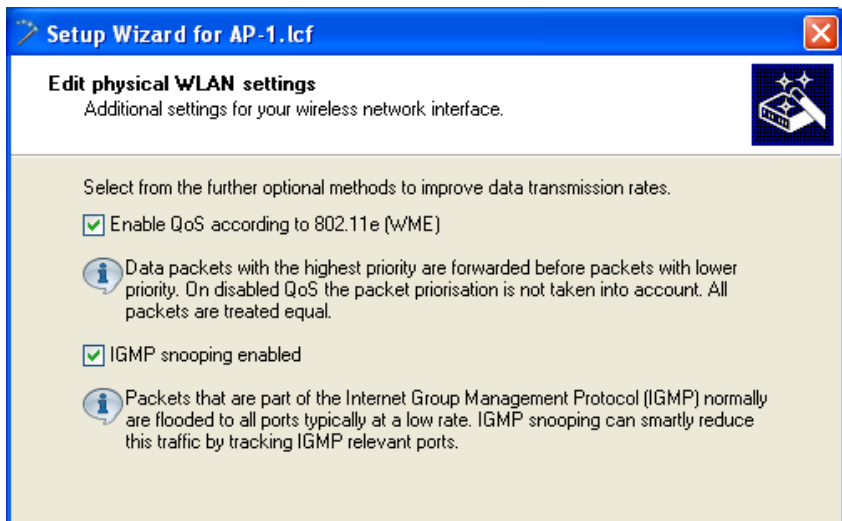 Setup Wizard for AP-1.lcf
Edit physical WLAN settings
Additional settings for your wireless network interface.
Select from the further optional methods to improve data transmission rates.
Enable QoS according to 802.11e (WME)
Data packets with the highest priority are forwarded before packets with lower
priority. On disabled QoS the packet priorisation is not taken into account. All
packets are treated equal.
IGMP snooping enabled
Packets that are part of the Internet Group Management Protocol (IGMP) normally
are flooded to all ports typically at a low rate. IGMP snooping can smartly reduce
this traffic by tracking IGMP relevant ports.